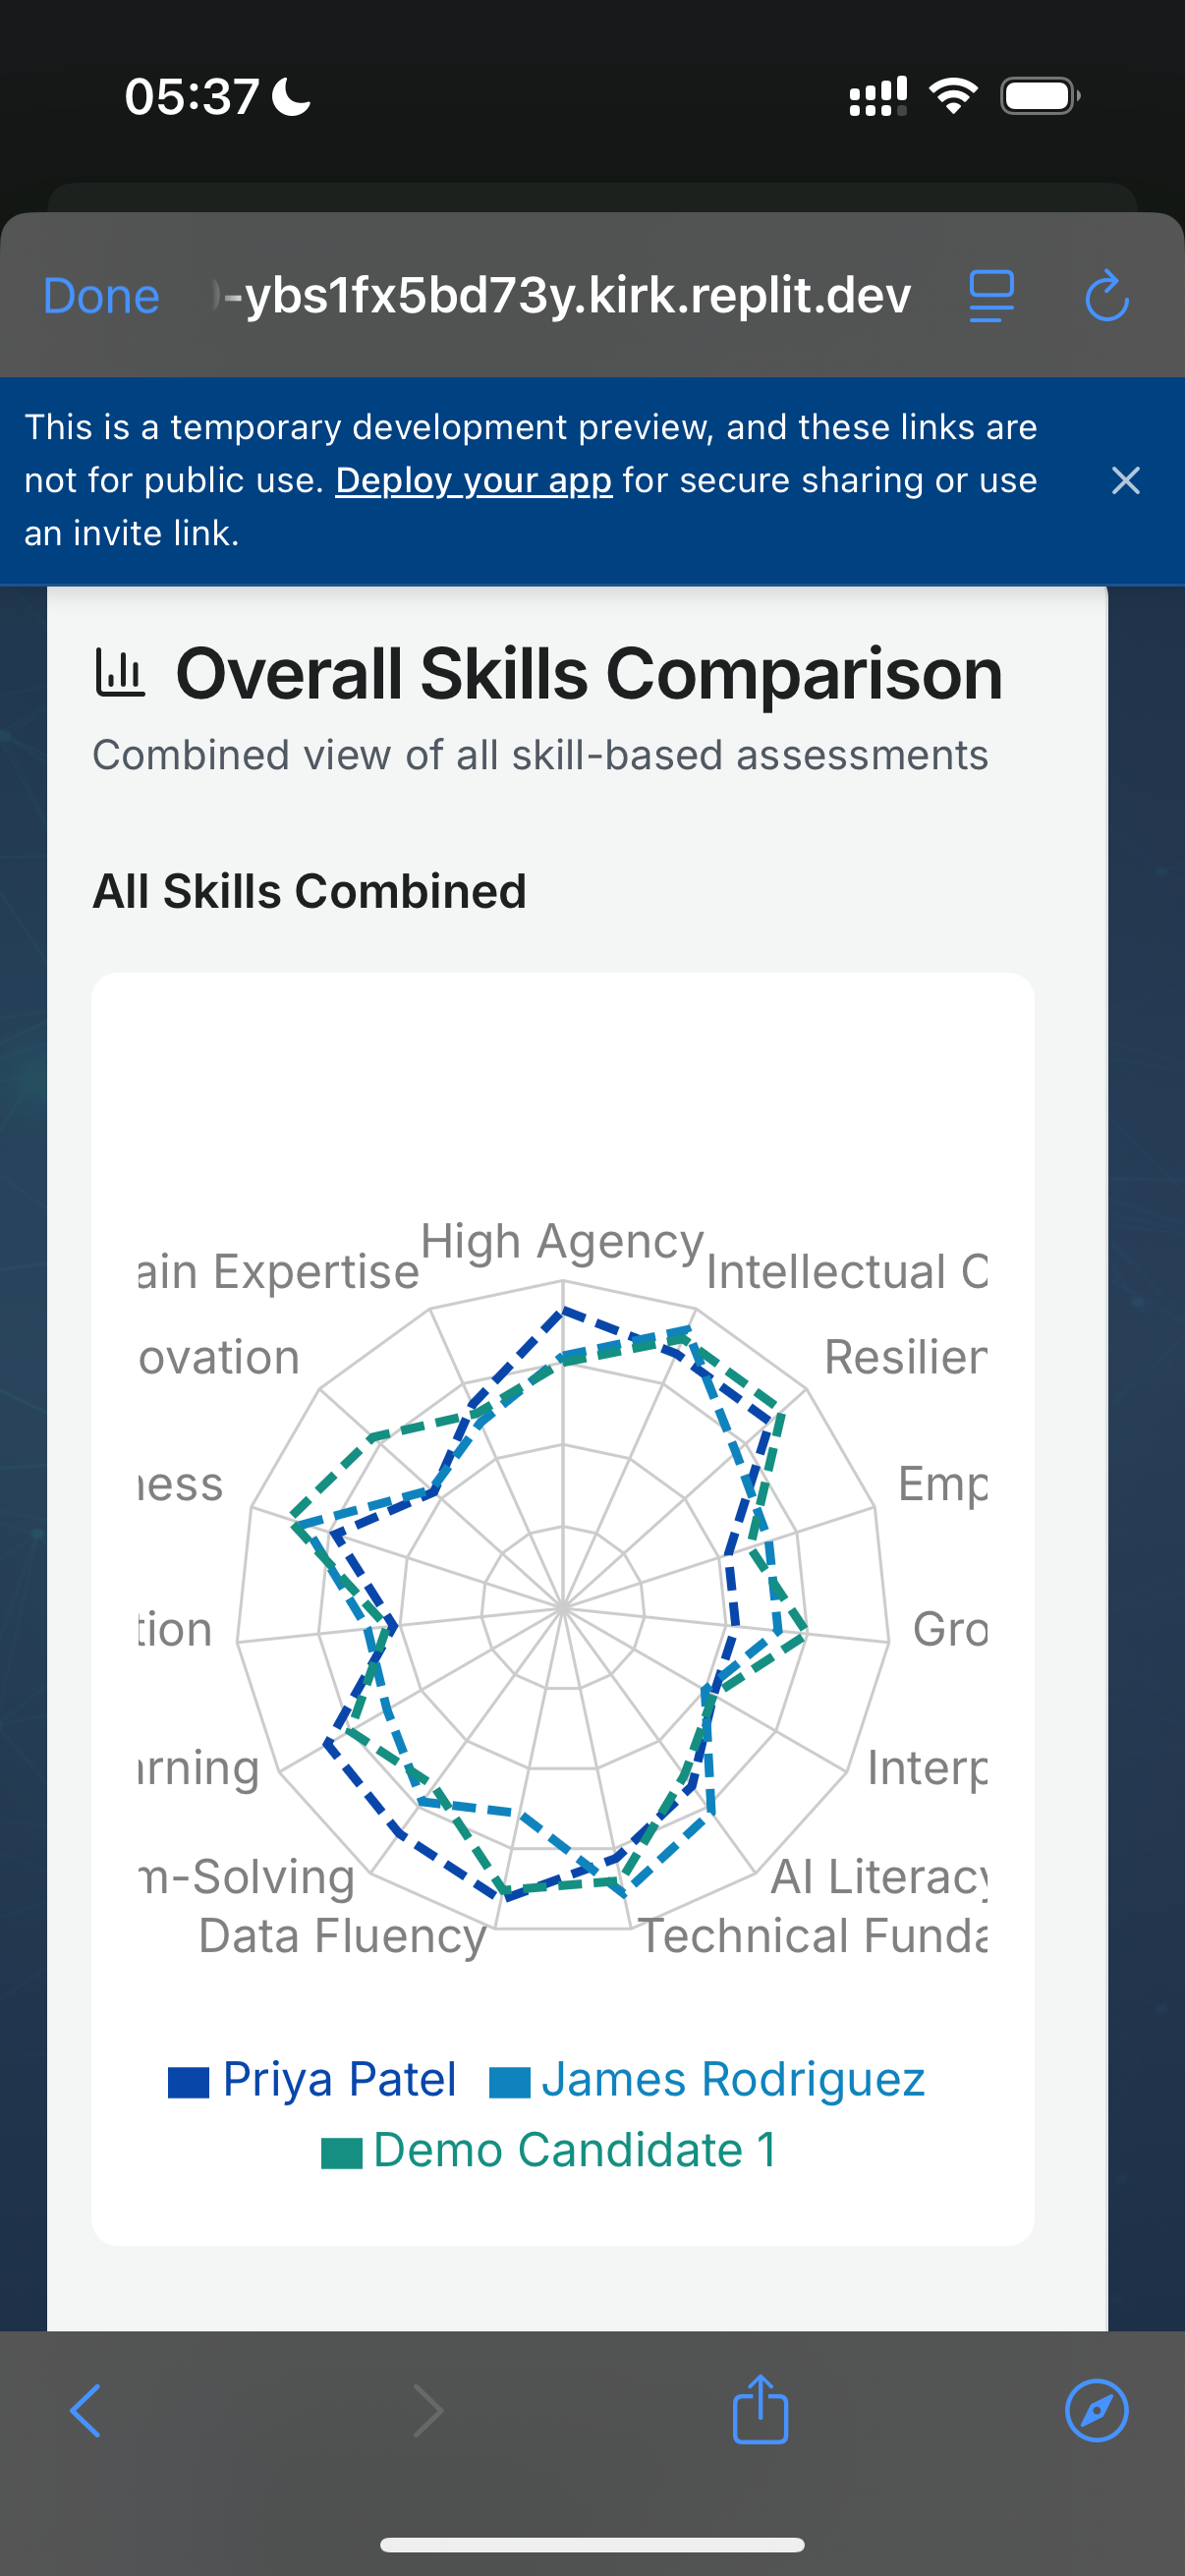 05:37
Done
-ybs1fx5bd73y.kirk.replit.dev
This is a temporary development preview, and these links are
not for public use. Deploy your app for secure sharing or use
an invite link.
Overall Skills Comparison
Combined view of all skill-based assessments
All Skills Combined
High Agency
ain Expertise
Intellectual C
ovation
Resilien
ness
Emp
tion
Gro
arning
Interp
m-Solving
AI Literacy
Data Fluency
Technical Funda
Priya Patel
James Rodriguez
Demo Candidate 1